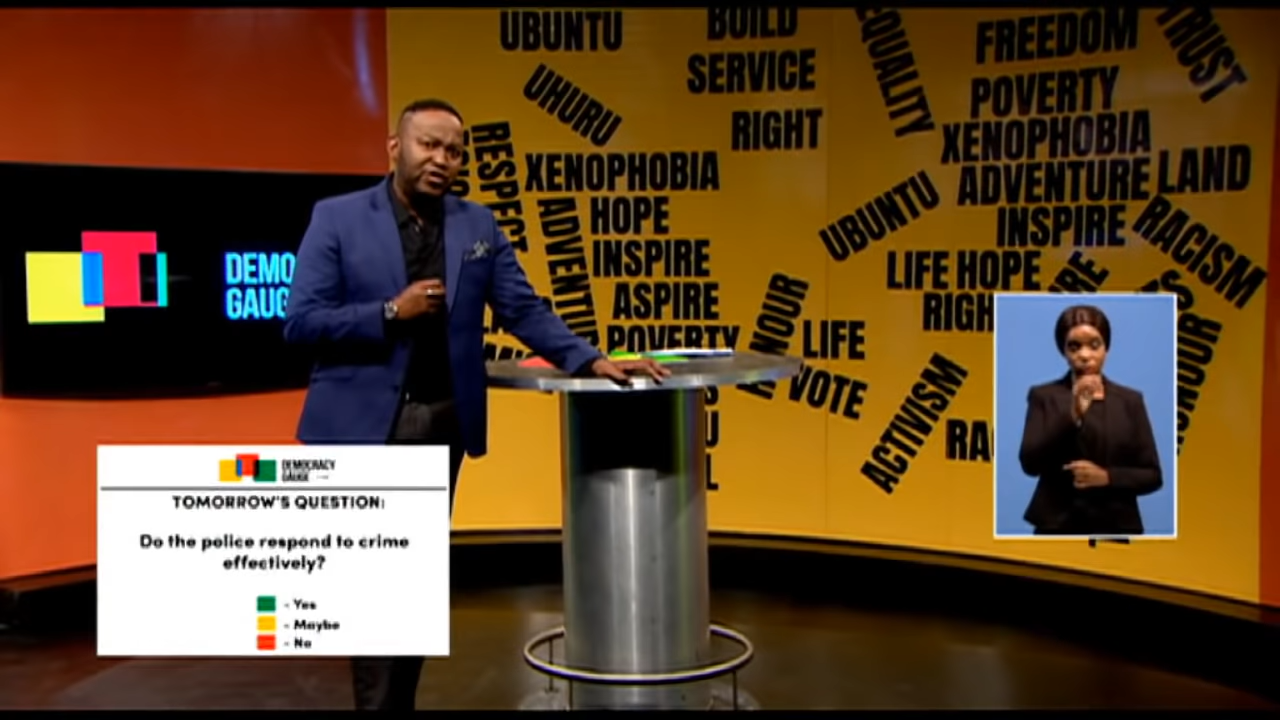 UBUNTU
BUILD
SERVICE
EQUALITY
FREEDOM
TRUST
UHURU
RIGHT
POVERTY
XENOPHOBIA
ADVENTURE
LAND
RESPECT
XENOPHOBIA
HOPE
INSPIRE
ASPIRE
POVERTY
UBUNTU
INSPIRE
RACISM
LIFE HOPE
LIFE
VOTE
ACTIVISM
DEMO
GAUG
DEMOCRACY
GAUGE
TOMORROW'S QUESTION:
Do the police respond to crime
effectively?
- Yes
- Maybe
- No